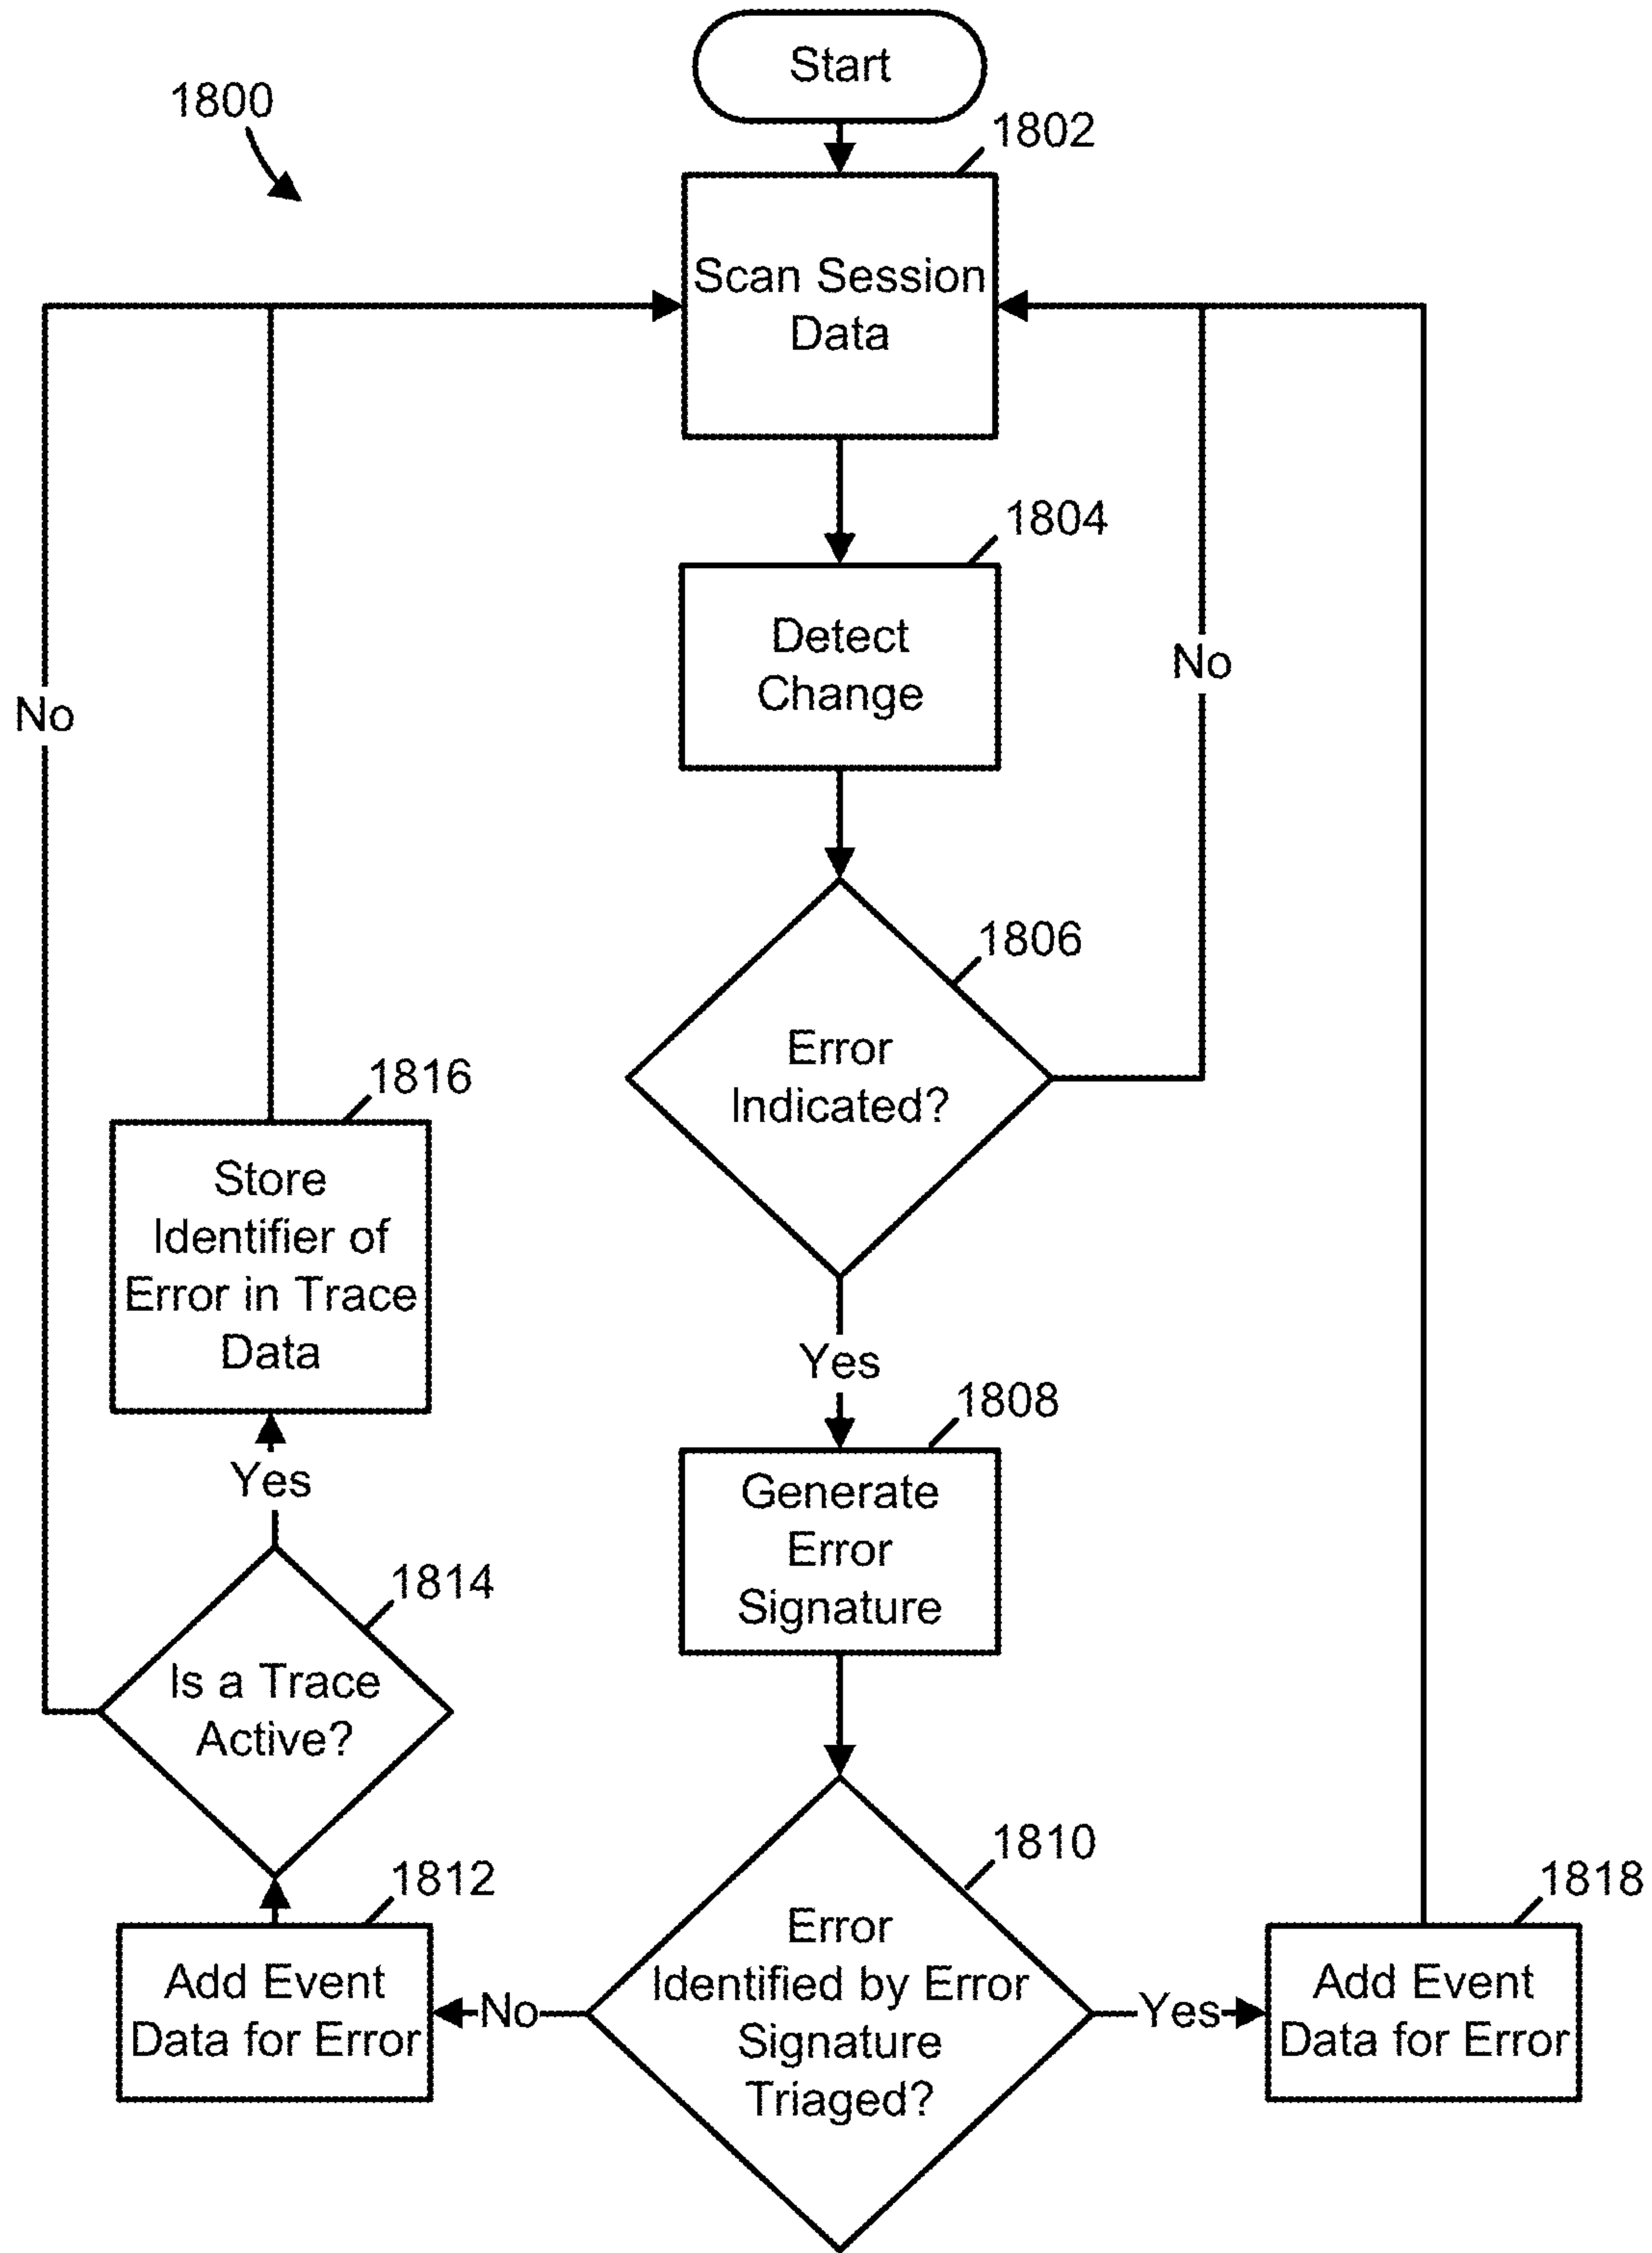 Start
1800
1802
Scan Session
Data
1804
Detect
Change
No
No
1806
Error
Indicated?
1816
Store
Identifier of
Error in Trace
Data
Yes
1808
Generate
Error
Signature
Yes
1814
Is a Trace
Active?
1810
Error
Identified by Error
Signature
Triaged?
1812
Add Event
Data for Error
No
Yes
1818
Add Event
Data for Error